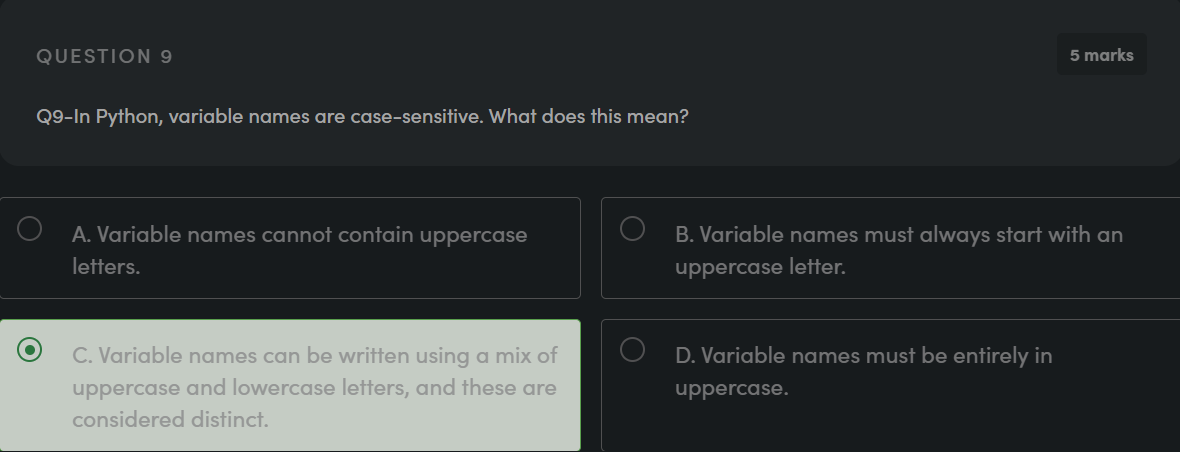 QUESTION 9
5 marks
Q9-In Python, variable names are case-sensitive. What does this mean?
A. Variable names cannot contain uppercase
letters.
B. Variable names must always start with an
uppercase letter.
C. Variable names can be written using a mix of
uppercase and lowercase letters, and these are
considered distinct.
D. Variable names must be entirely in
uppercase.